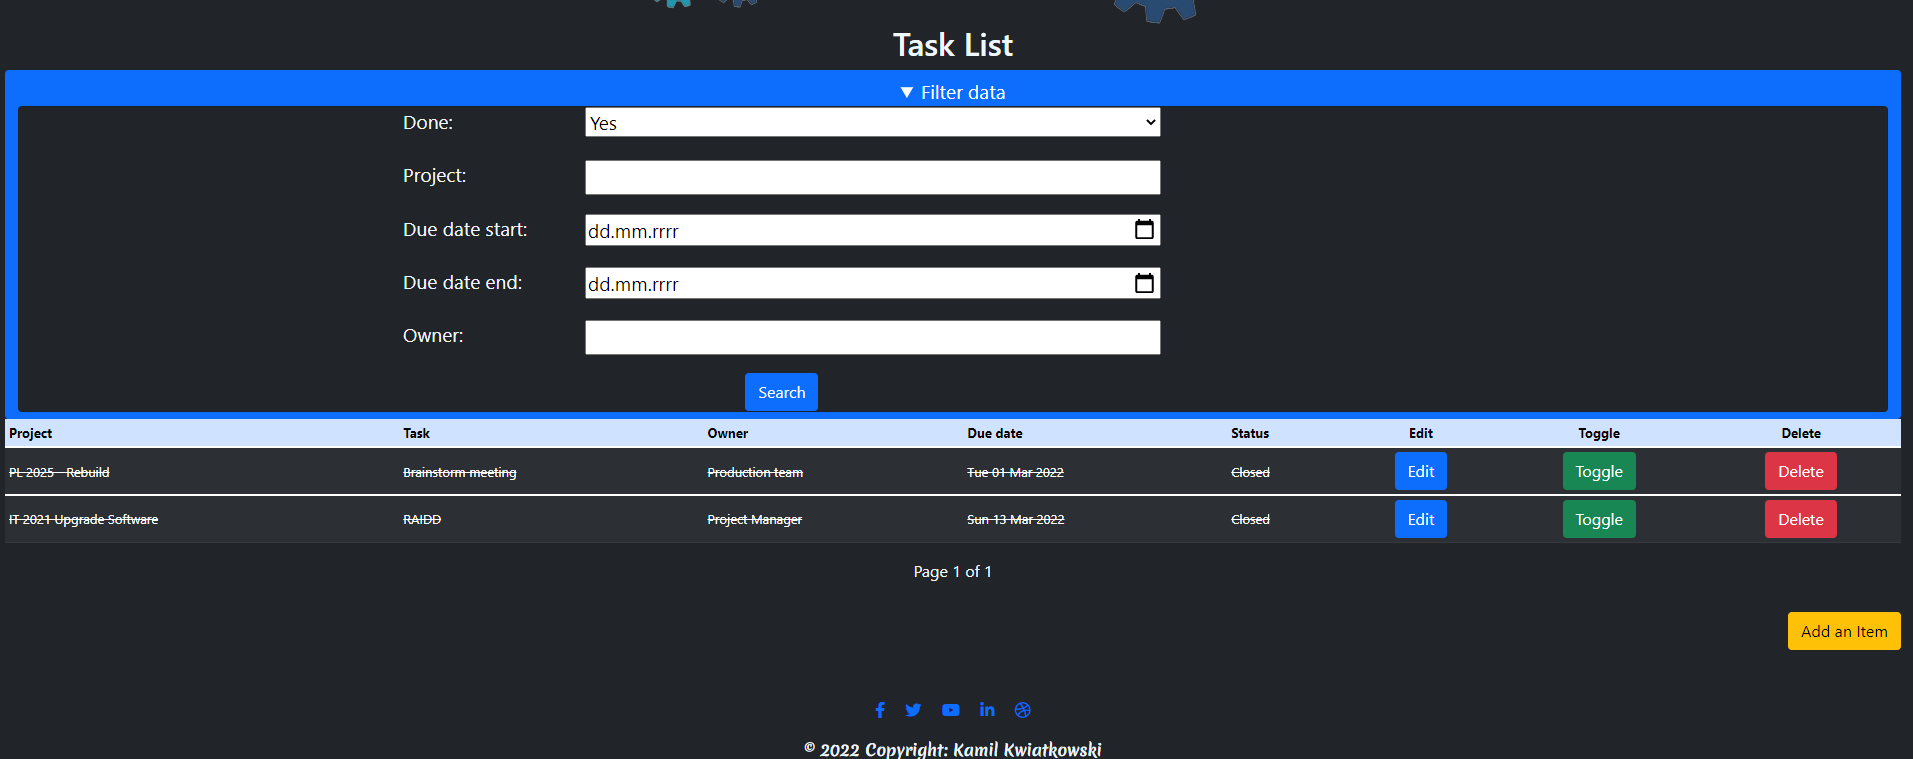 Task List
▼ Filter data
Done: Yes
Project:
Due date start: dd.mm.rrrr
Due date end: dd.mm.rrrr
Owner:
Search
Project Task Owner Due date Status Edit Toggle Delete
PL 2025 - Rebuild Brainstorm meeting Production team Tue 01 Mar 2022 Closed Edit Toggle Delete
IT 2021 Upgrade Software RAIDD Project Manager Sun 13 Mar 2022 Closed Edit Toggle Delete
Page 1 of 1
Add an Item
© 2022 Copyright: Kamil Kwiatkowski